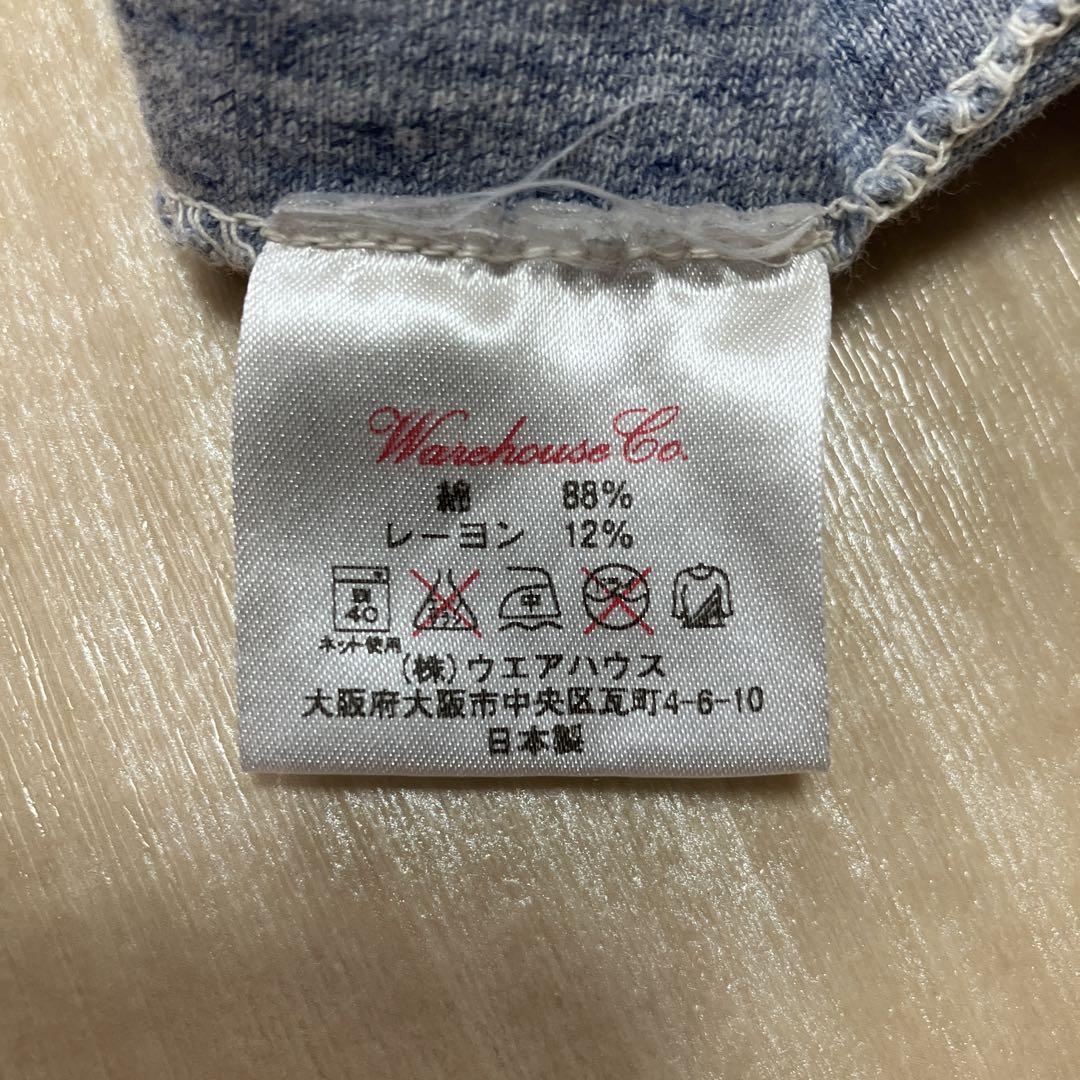 Warehouse Co.
綿 88%
レーヨン 12%
弱 40 中
ネット使用
(株)ウエアハウス
大阪府大阪市中央区瓦町4-6-10
日本製